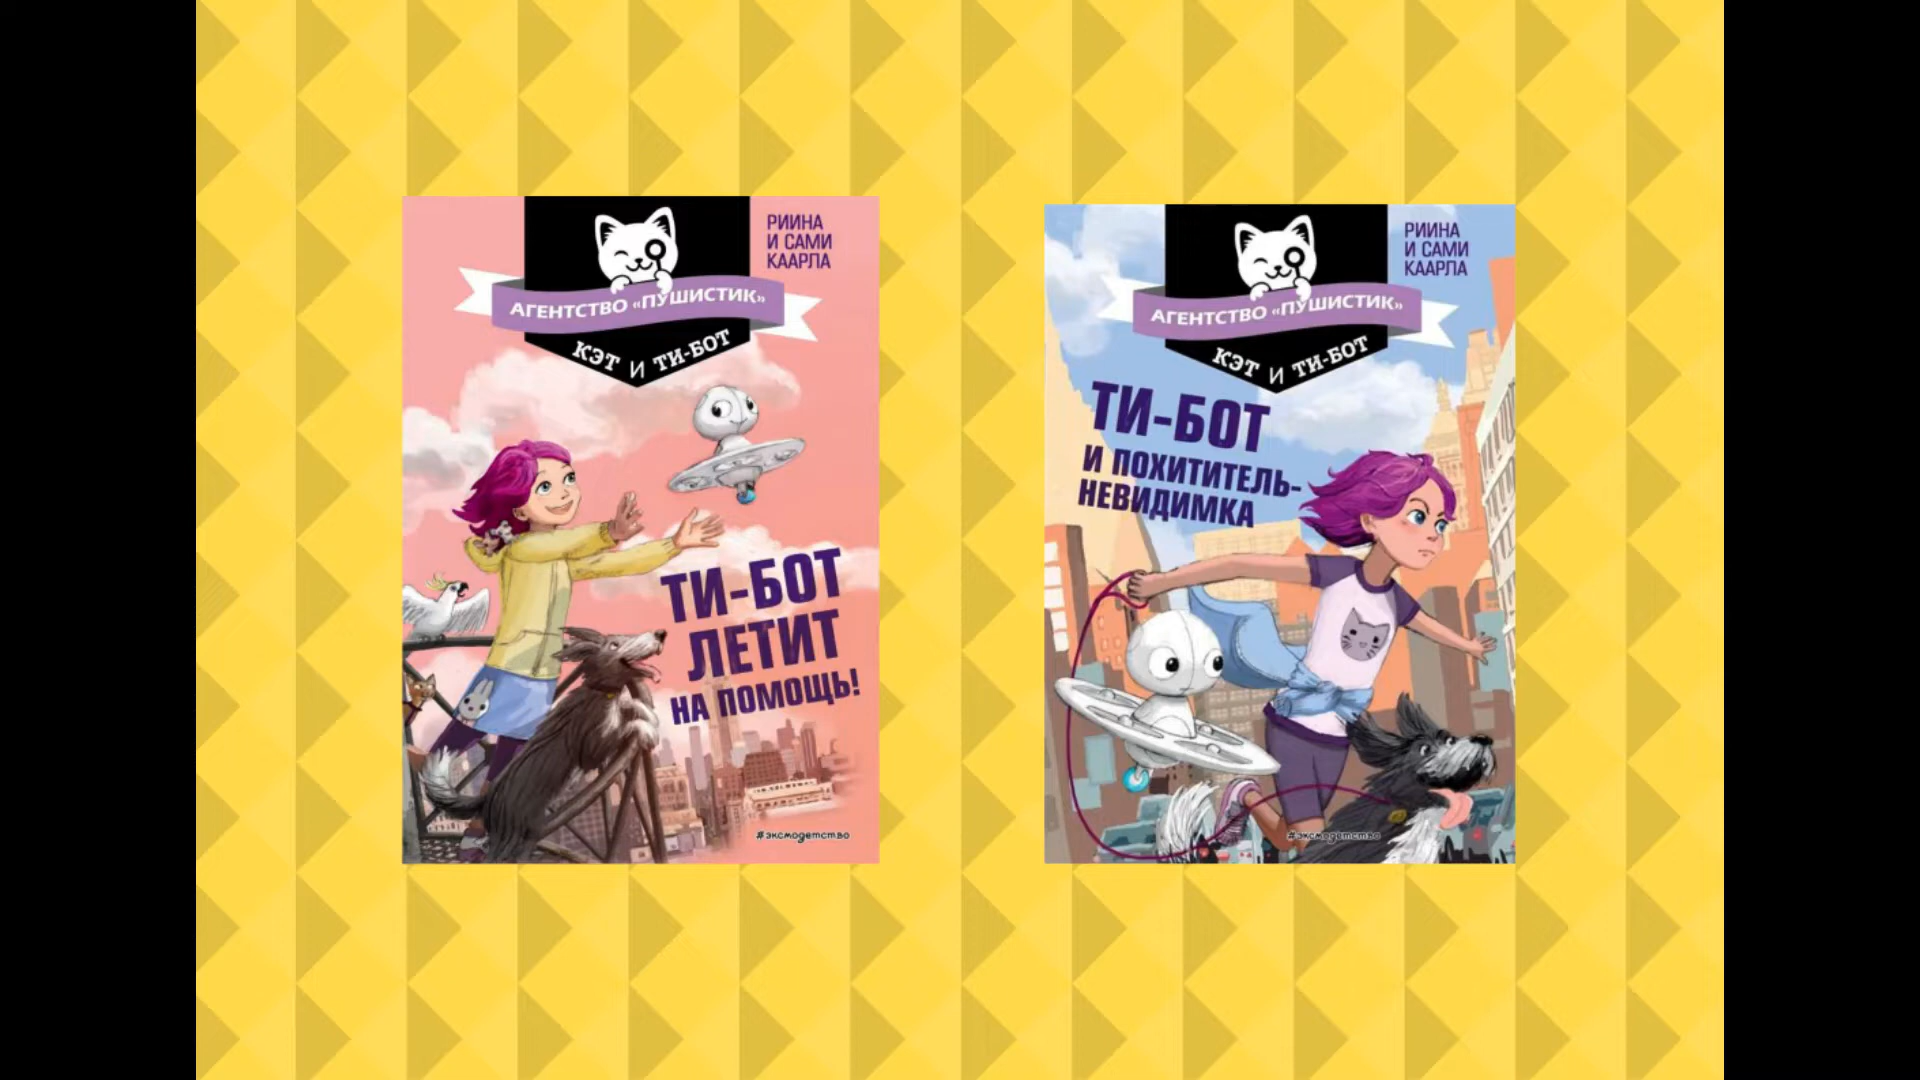 РИИНА
И САМИ
КААРЛА
АГЕНТСТВО «ПУШИСТИК»
КЭТ И ТИ-БОТ
ТИ-БОТ
ЛЕТИТ
НА ПОМОЩЬ!
#эксмодетство
РИИНА
И САМИ
КААРЛА
АГЕНТСТВО «ПУШИСТИК»
КЭТ И ТИ-БОТ
ТИ-БОТ
И ПОХИТИТЕЛЬ-
НЕВИДИМКА
#эксмодетство